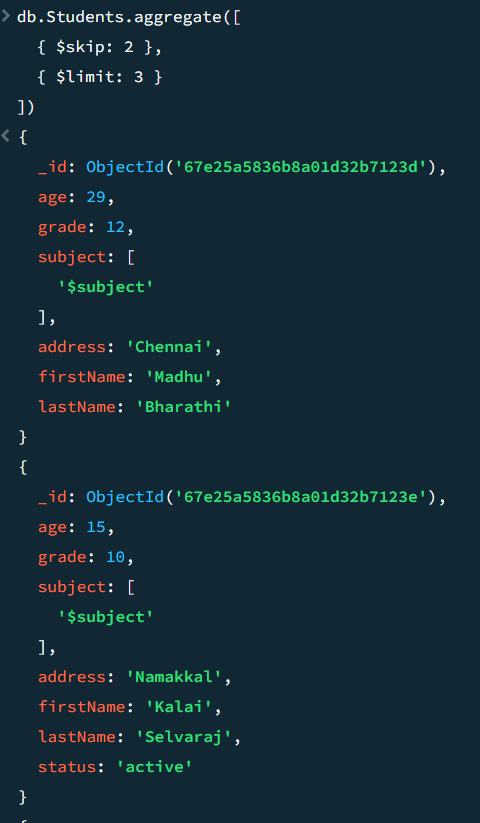 db.Students.aggregate([
{ $skip: 2 },
{ $limit: 3 }
])
{
_id: ObjectId('67e25a5836b8a01d32b7123d'),
age: 29,
grade: 12,
subject: [
'$subject'
],
address: 'Chennai',
firstName: 'Madhu',
lastName: 'Bharathi'
}
{
_id: ObjectId('67e25a5836b8a01d32b7123e'),
age: 15,
grade: 10,
subject: [
'$subject'
],
address: 'Namakkal',
firstName: 'Kalai',
lastName: 'Selvaraj',
status: 'active'
}